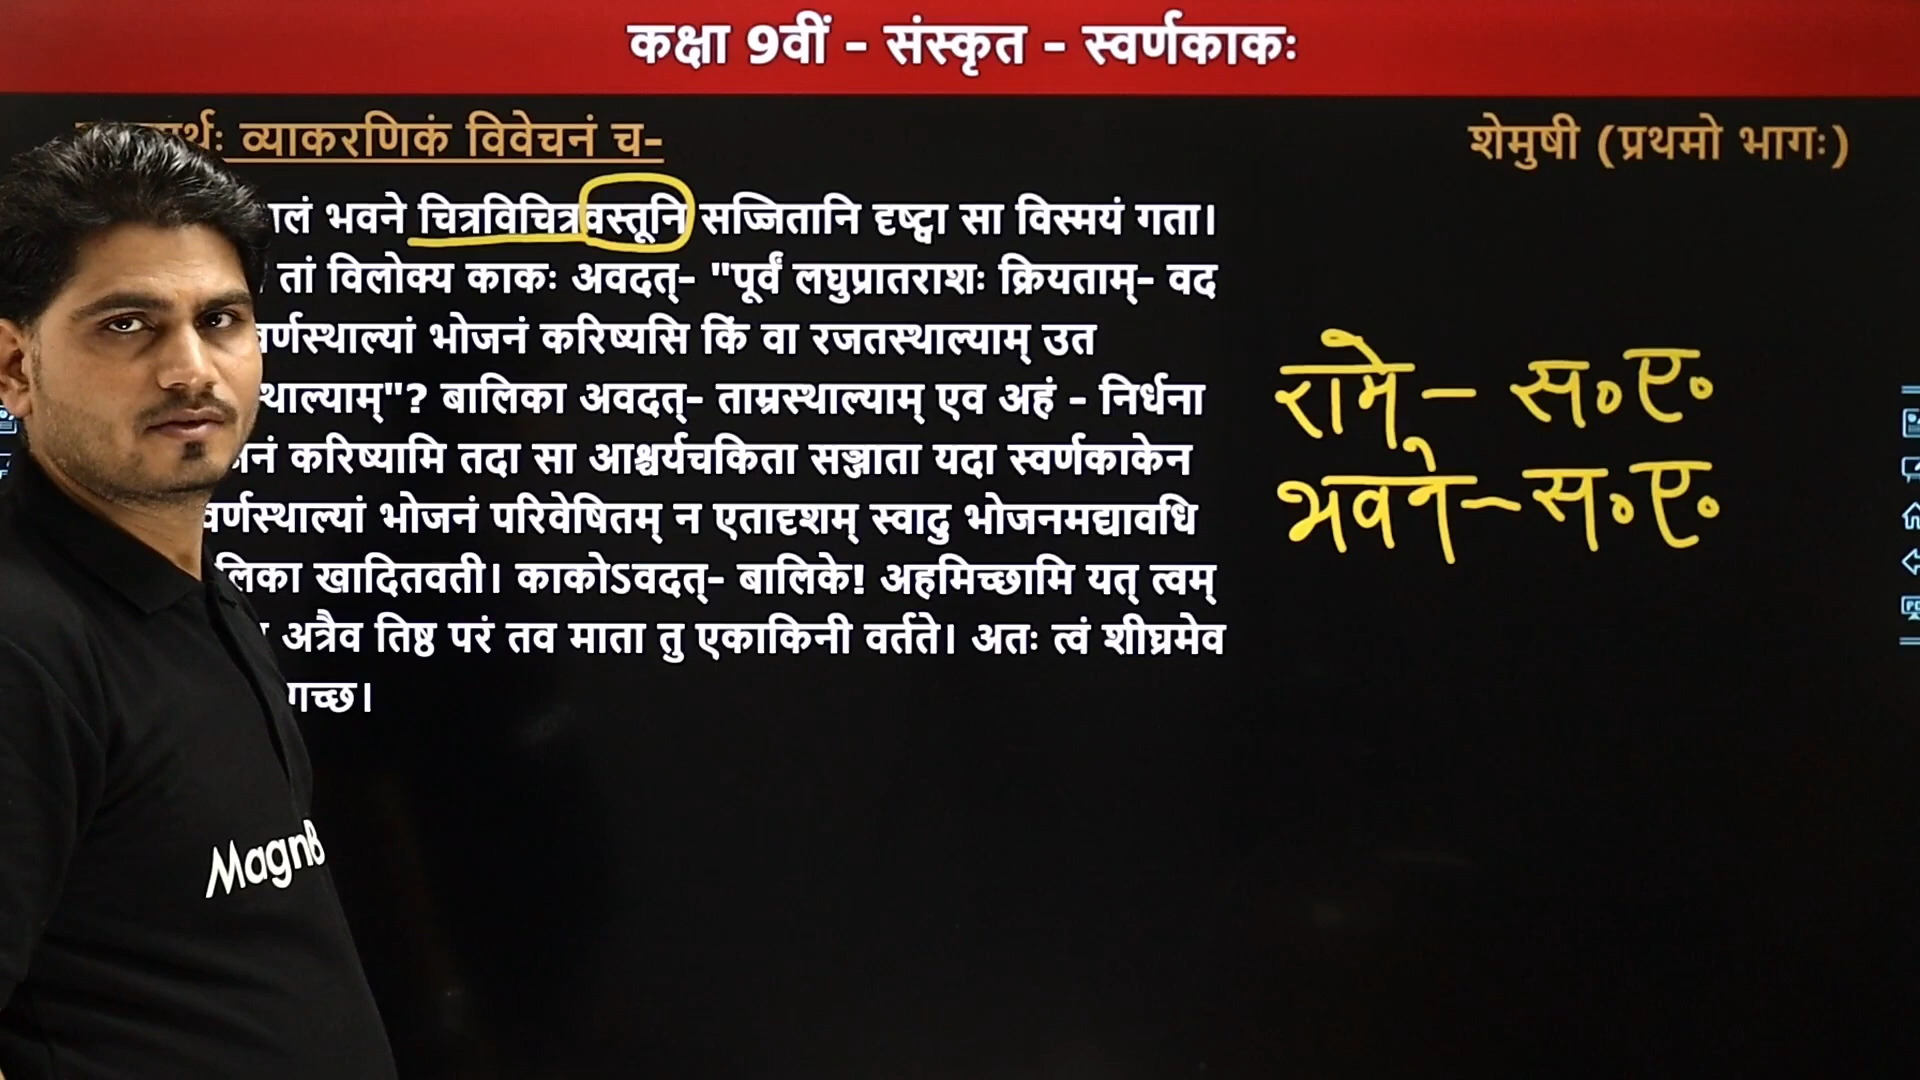 कक्षा 9वीं - संस्कृत - स्वर्णकाकः
व्याकरणिकं विवेचनं च-
शेमुषी (प्रथमो भागः)
भवने चित्रविचित्रवस्तूनि सज्जितानि दृष्ट्वा सा विस्मयं गता।
तां विलोक्य काकः अवदत्- "पूर्वं लघुप्रातराशः क्रियताम्- वद
भोजनं करिष्यसि किं वा रजतस्थाल्याम् उत
बालिका अवदत्- ताम्रस्थाल्याम् एव अहं - निर्धना
करिष्यामि तदा सा आश्चर्यचकिता सञ्जाता यदा स्वर्णकाकेन
भोजनं परिवेषितम् न एतादृशम् स्वादु भोजनमद्यावधि
खादितवती। काकोऽवदत्- बालिके! अहमिच्छामि यत् त्वम्
अत्रैव तिष्ठ परं तव माता तु एकाकिनी वर्तते। अतः त्वं शीघ्रमेव
गच्छ।
रामे - स॰ए॰
भवने - स॰ए॰
MagnB